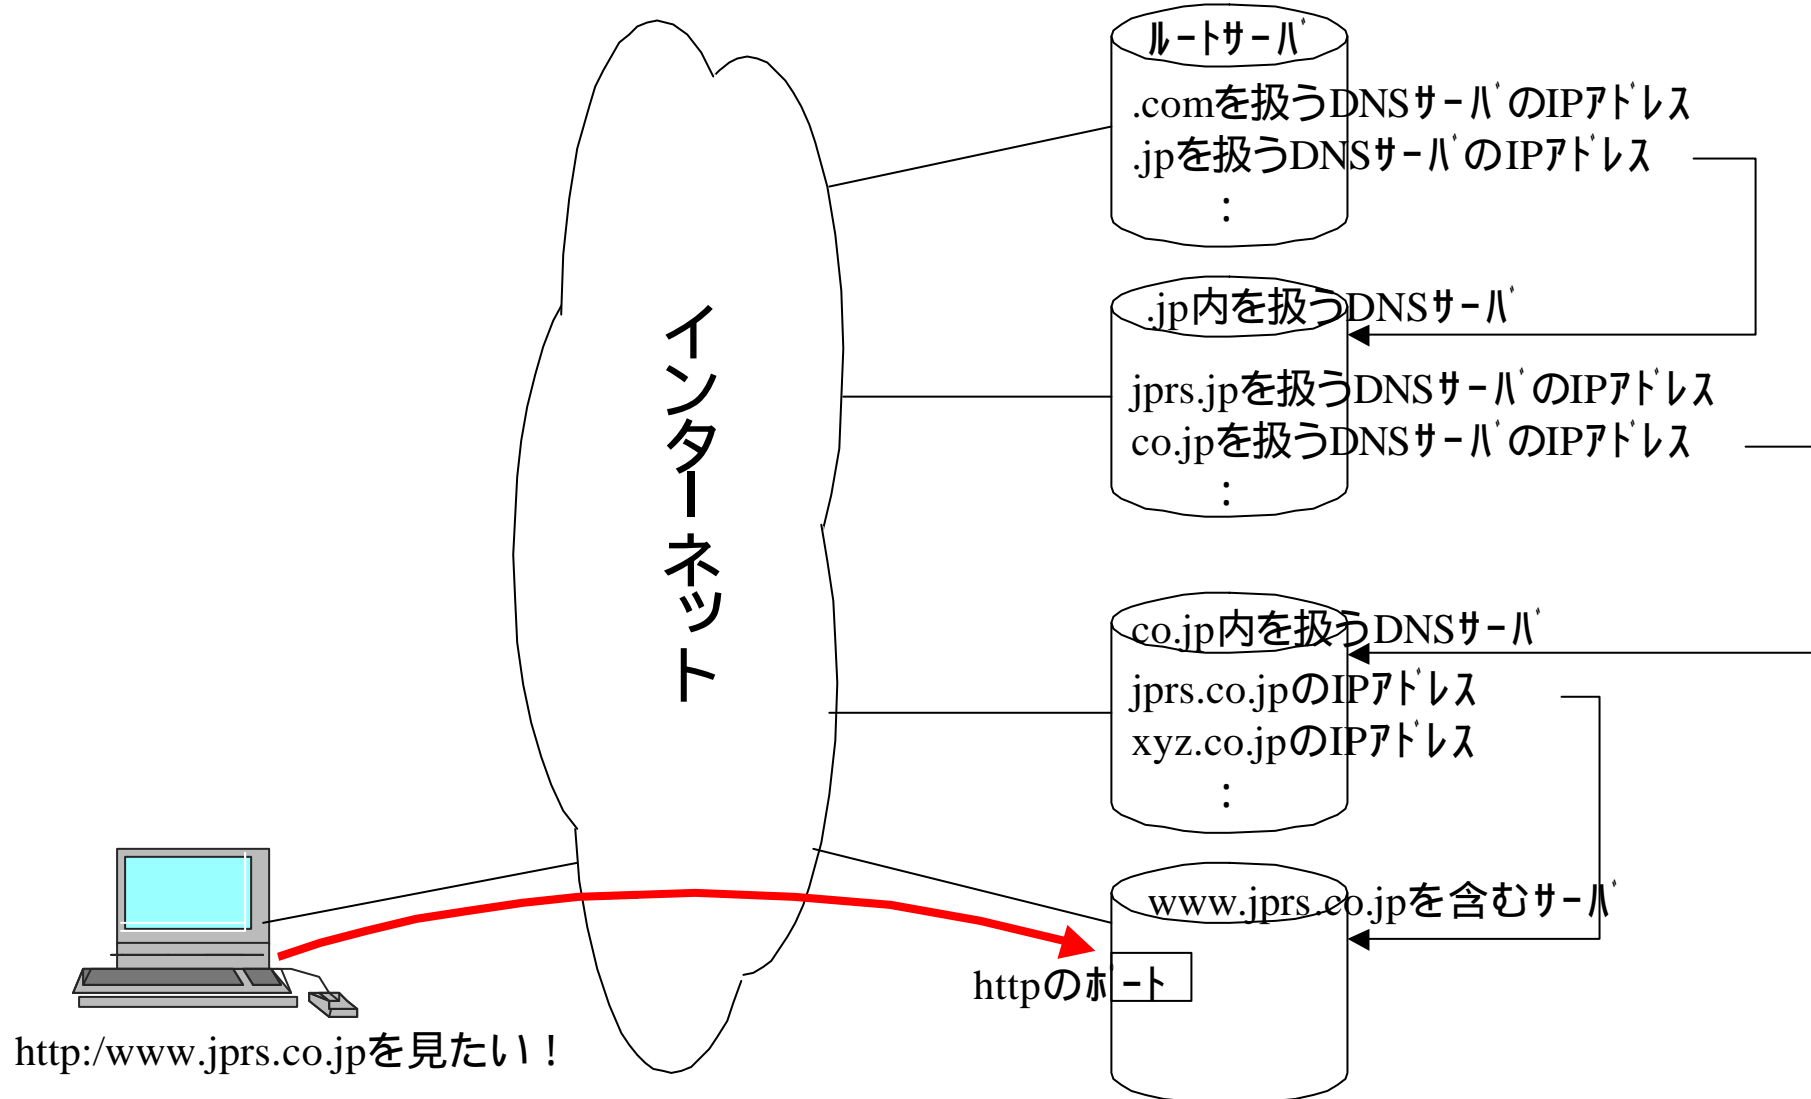 ルートサーバ
.comを扱うDNSサーバのIPアドレス
.jpを扱うDNSサーバのIPアドレス
:
.jp内を扱うDNSサーバ
jprs.jpを扱うDNSサーバのIPアドレス
co.jpを扱うDNSサーバのIPアドレス
:
インターネット
co.jp内を扱うDNSサーバ
jprs.co.jpのIPアドレス
xyz.co.jpのIPアドレス
:
www.jprs.co.jpを含むサーバ
httpのポート
http:/www.jprs.co.jpを見たい！